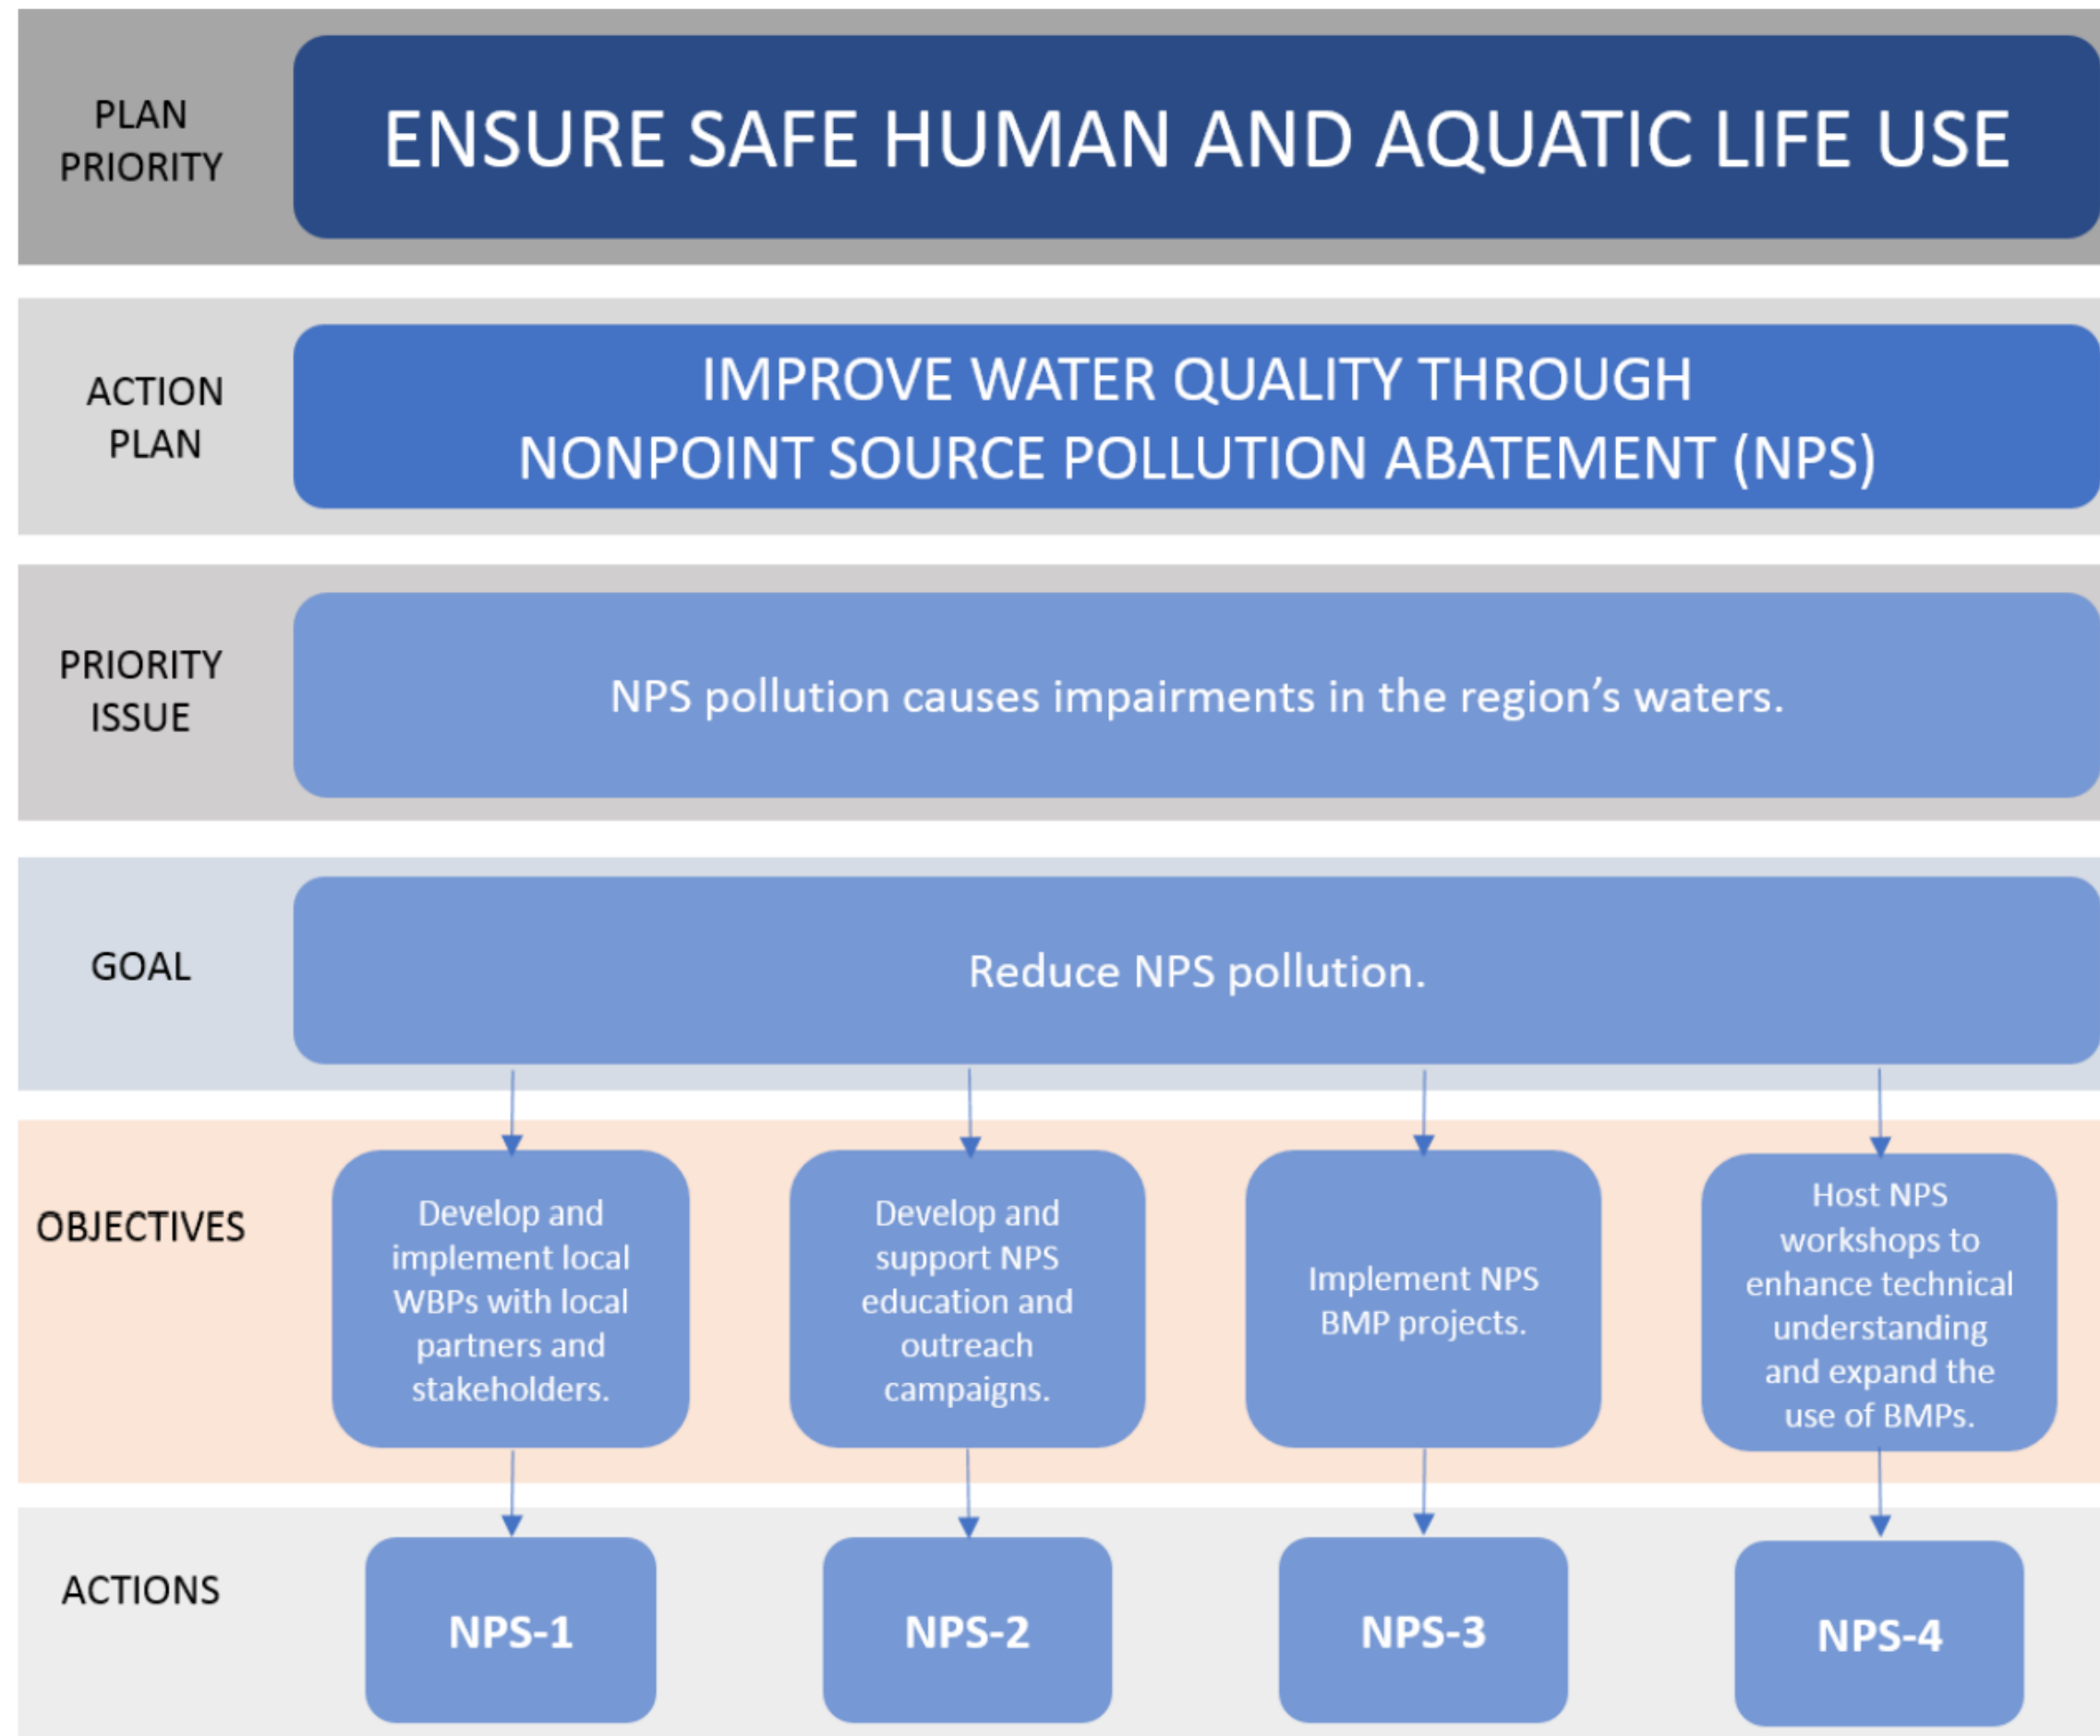 PLAN
PRIORITY
ENSURE SAFE HUMAN AND AQUATIC LIFE USE
ACTION
PLAN
IMPROVE WATER QUALITY THROUGH
NONPOINT SOURCE POLLUTION ABATEMENT (NPS)
PRIORITY
ISSUE
NPS pollution causes impairments in the region’s waters.
GOAL
Reduce NPS pollution.
OBJECTIVES
Develop and
implement local
WBPs with local
partners and
stakeholders.
Develop and
support NPS
education and
outreach
campaigns.
Implement NPS
BMP projects.
Host NPS
workshops to
enhance technical
understanding
and expand the
use of BMPs.
ACTIONS
NPS-1
NPS-2
NPS-3
NPS-4